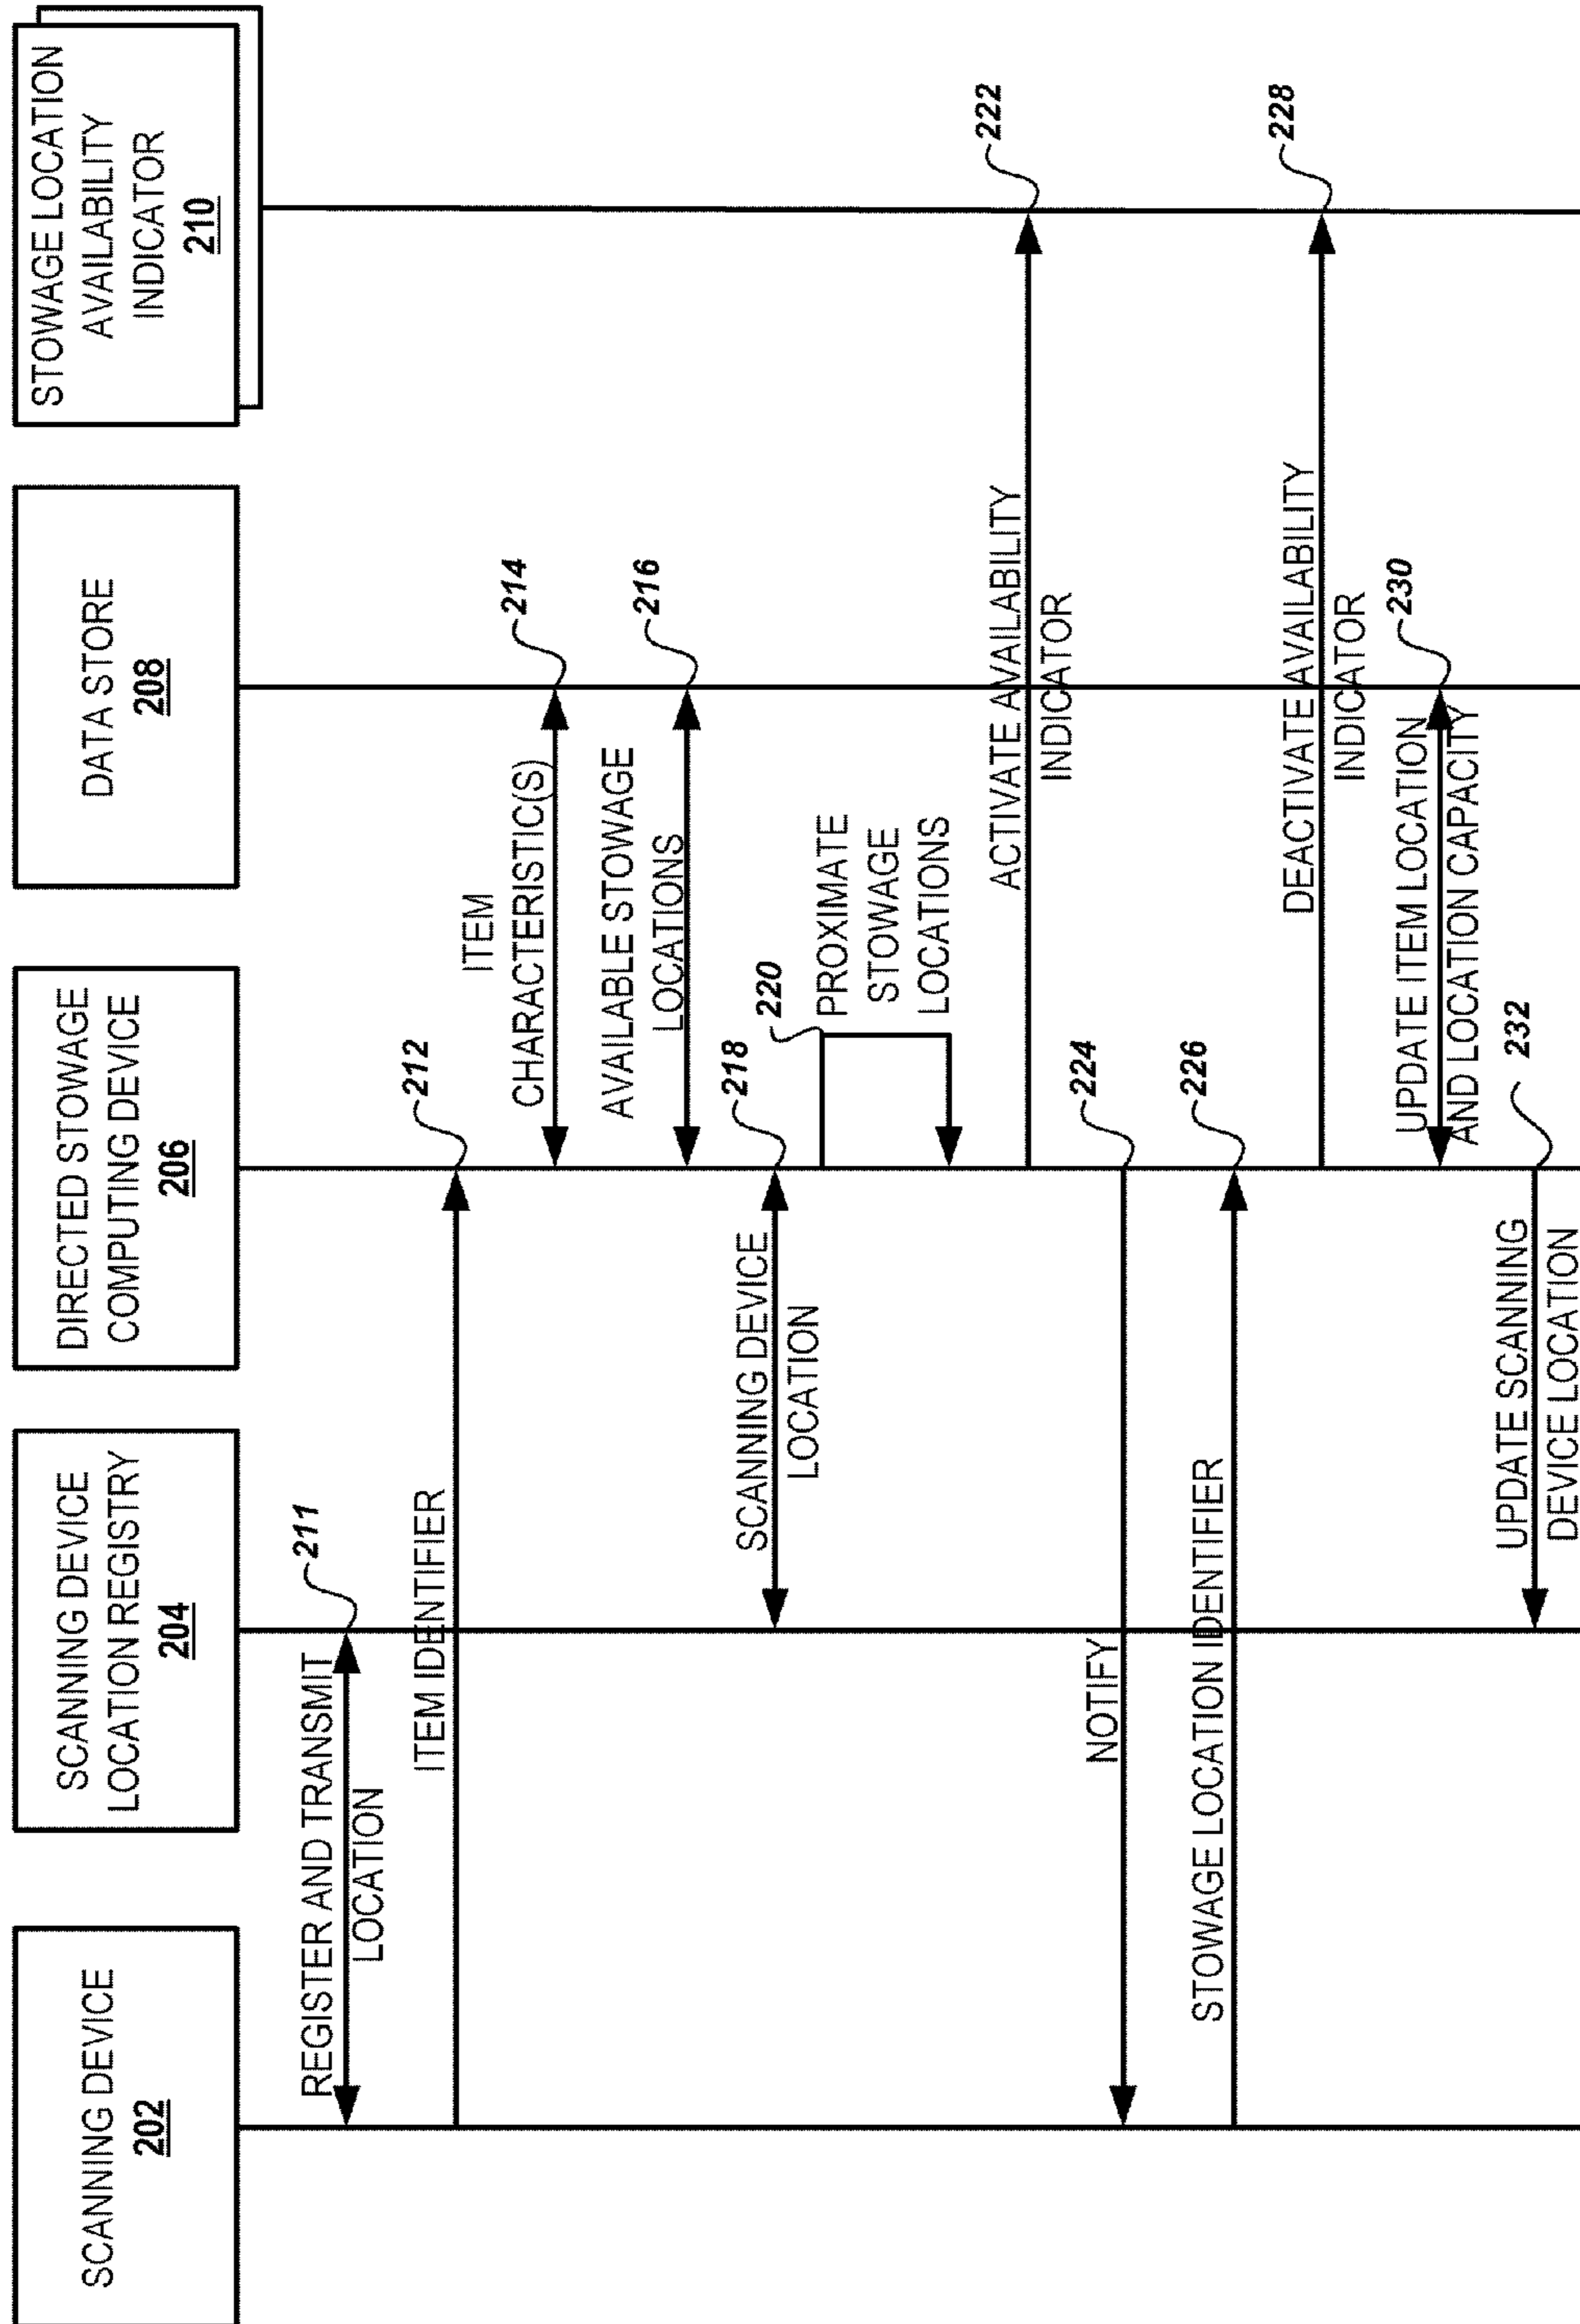 SCANNING DEVICE
202
SCANNING DEVICE
LOCATION REGISTRY
204
DIRECTED STOWAGE
COMPUTING DEVICE
206
DATA STORE
208
STOWAGE LOCATION
AVAILABILITY
INDICATOR
210
REGISTER AND TRANSMIT
LOCATION
211
ITEM IDENTIFIER
212
ITEM
CHARACTERISTIC(S)
214
AVAILABLE STOWAGE
LOCATIONS
216
SCANNING DEVICE
LOCATION
218
220
PROXIMATE
STOWAGE
LOCATIONS
ACTIVATE AVAILABILITY
INDICATOR
222
NOTIFY
224
STOWAGE LOCATION IDENTIFIER
226
DEACTIVATE AVAILABILITY
INDICATOR
228
UPDATE ITEM LOCATION
AND LOCATION CAPACITY
230
UPDATE SCANNING
DEVICE LOCATION
232